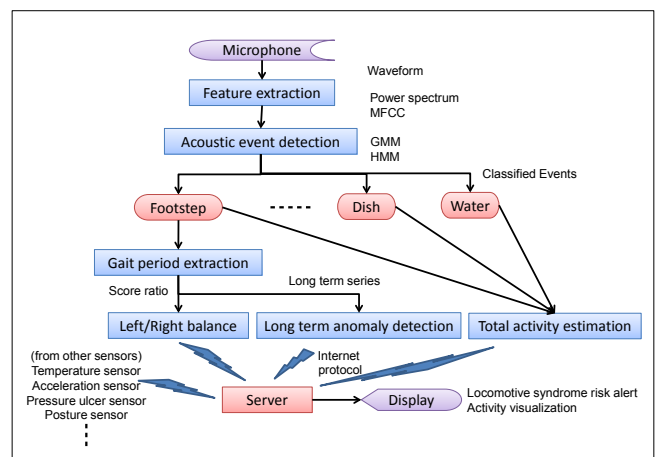 Microphone
Waveform
Feature extraction
Power spectrum
MFCC
Acoustic event detection
GMM
HMM
Classified Events
Footstep
Dish
Water
Gait period extraction
Score ratio
Long term series
Left/Right balance
Long term anomaly detection
Total activity estimation
(from other sensors)
Temperature sensor
Acceleration sensor
Pressure ulcer sensor
Posture sensor
Internet
protocol
Server
Display
Locomotive syndrome risk alert
Activity visualization